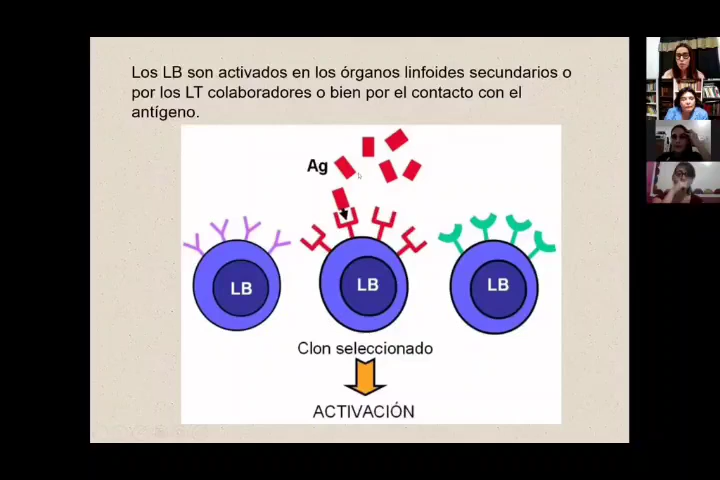 Los LB son activados en los órganos linfoides secundarios o
por los LT colaboradores o bien por el contacto con el
antígeno.
Ag
LB
LB
LB
Clon seleccionado
ACTIVACIÓN